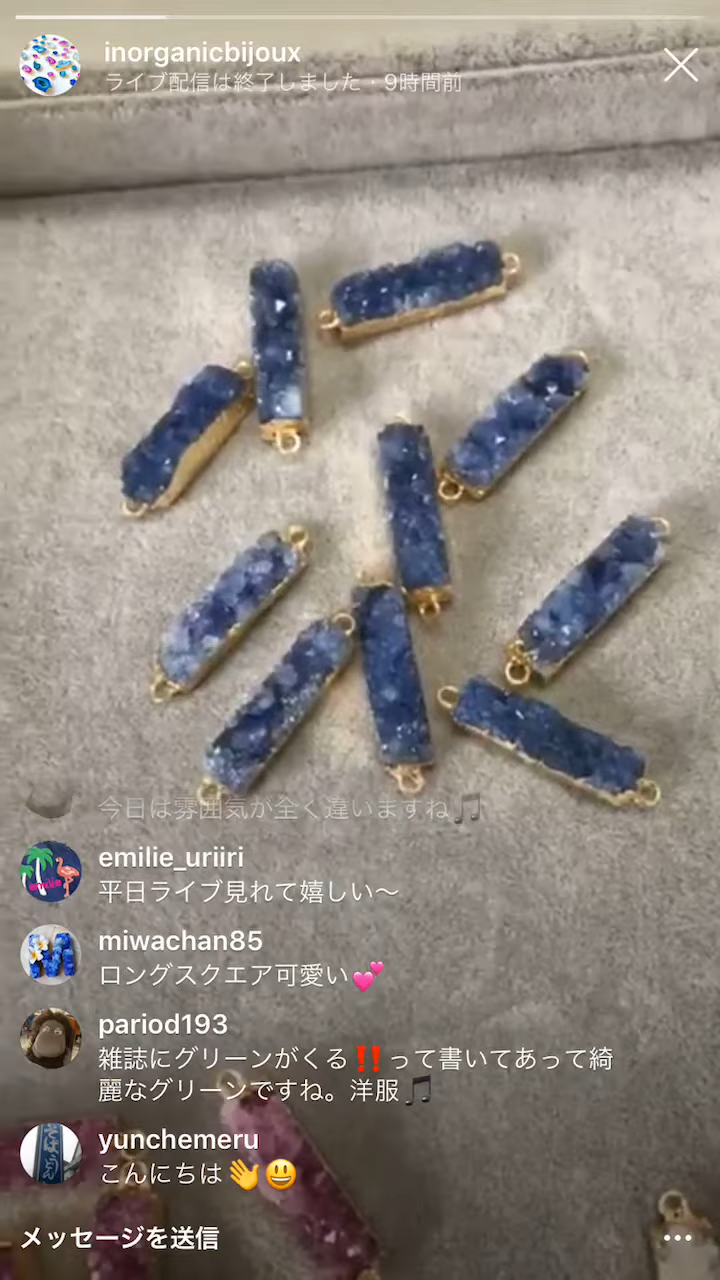 inorganicbijoux
ライブ配信は終了しました・9時間前
今日は雰囲気が全く違いますね🎵
emilie_uriiri
平日ライブ見れて嬉しい〜
miwachan85
ロングスクエア可愛い💕
pariod193
雑誌にグリーンがくる‼️って書いてあって綺
麗なグリーンですね。洋服🎵
yunchemeru
こんにちは👋😃
メッセージを送信